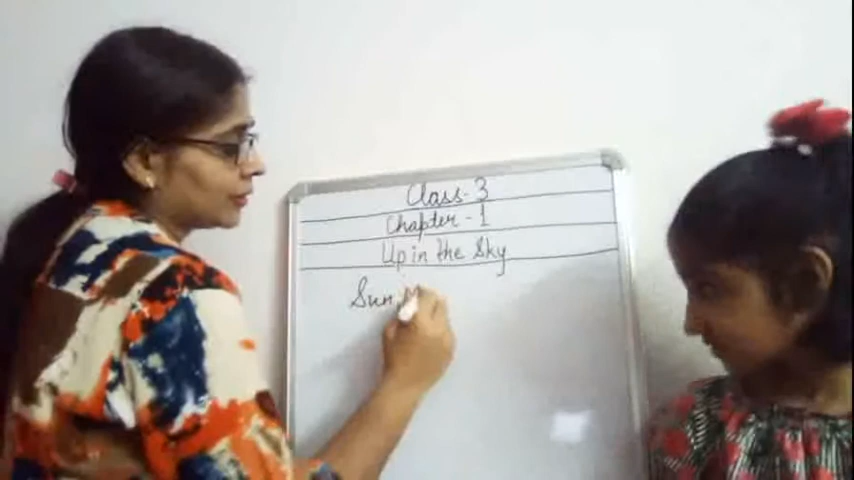 Class-3
Chapter-1
Up in the Sky
Sun, M